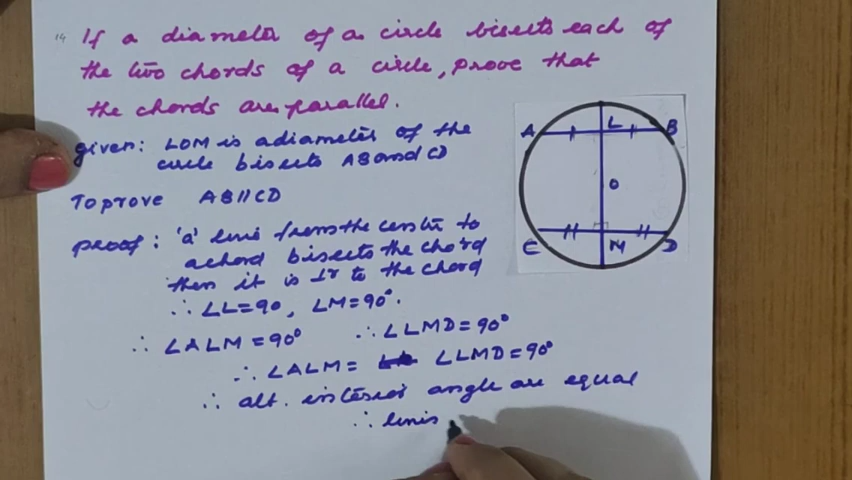 14 If a diameter of a circle bisects each of
the two chords of a circle, prove that
the chords are parallel.
given: LOM is a diameter of the
circle bisects AB and CD
To prove AB || CD
proof: 'a' line from the centre to
a chord bisects the chord
then it is ⊥r to the chord
∴ ∠L = 90, ∠M = 90°.
∴ ∠ALM = 90° ∴ ∠LMD = 90°
∴ ∠ALM = ∠LMD = 90°
∴ alt. interior angle are equal
∴ lines
A L B
O
C M D